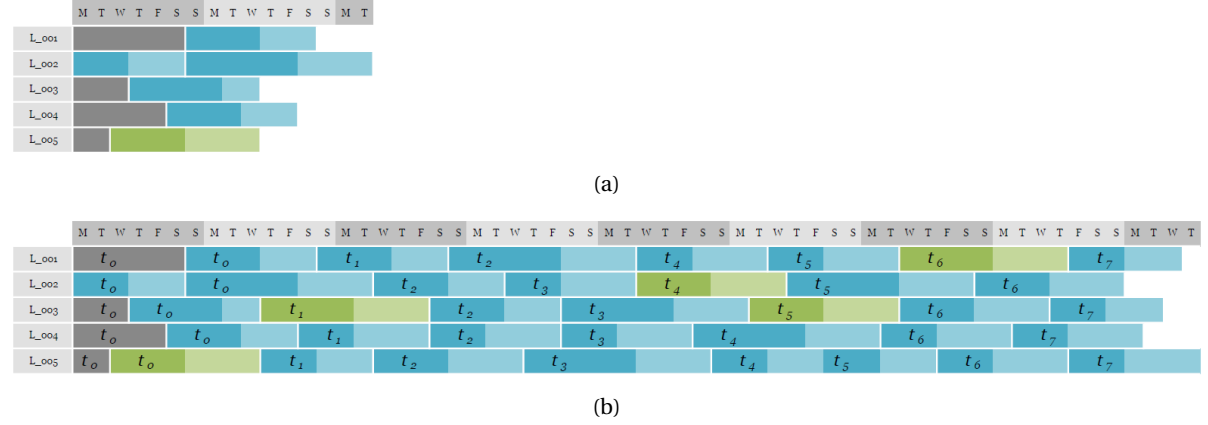 M T W T F S S M T W T F S S M T
L_001
L_002
L_003
L_004
L_005
(a)
M T W T F S S M T W T F S S M T W T F S S M T W T F S S M T W T F S S M T W T F S S M T W T F S S M T W T F S S M T W T
L_001 t₀ t₀ t₁ t₂ t₄ t₅ t₆ t₇
L_002 t₀ t₀ t₂ t₃ t₄ t₅ t₆
L_003 t₀ t₀ t₁ t₂ t₃ t₅ t₆ t₇
L_004 t₀ t₀ t₁ t₂ t₃ t₄ t₆ t₇
L_005 t₀ t₀ t₁ t₂ t₃ t₄ t₅ t₆ t₇
(b)